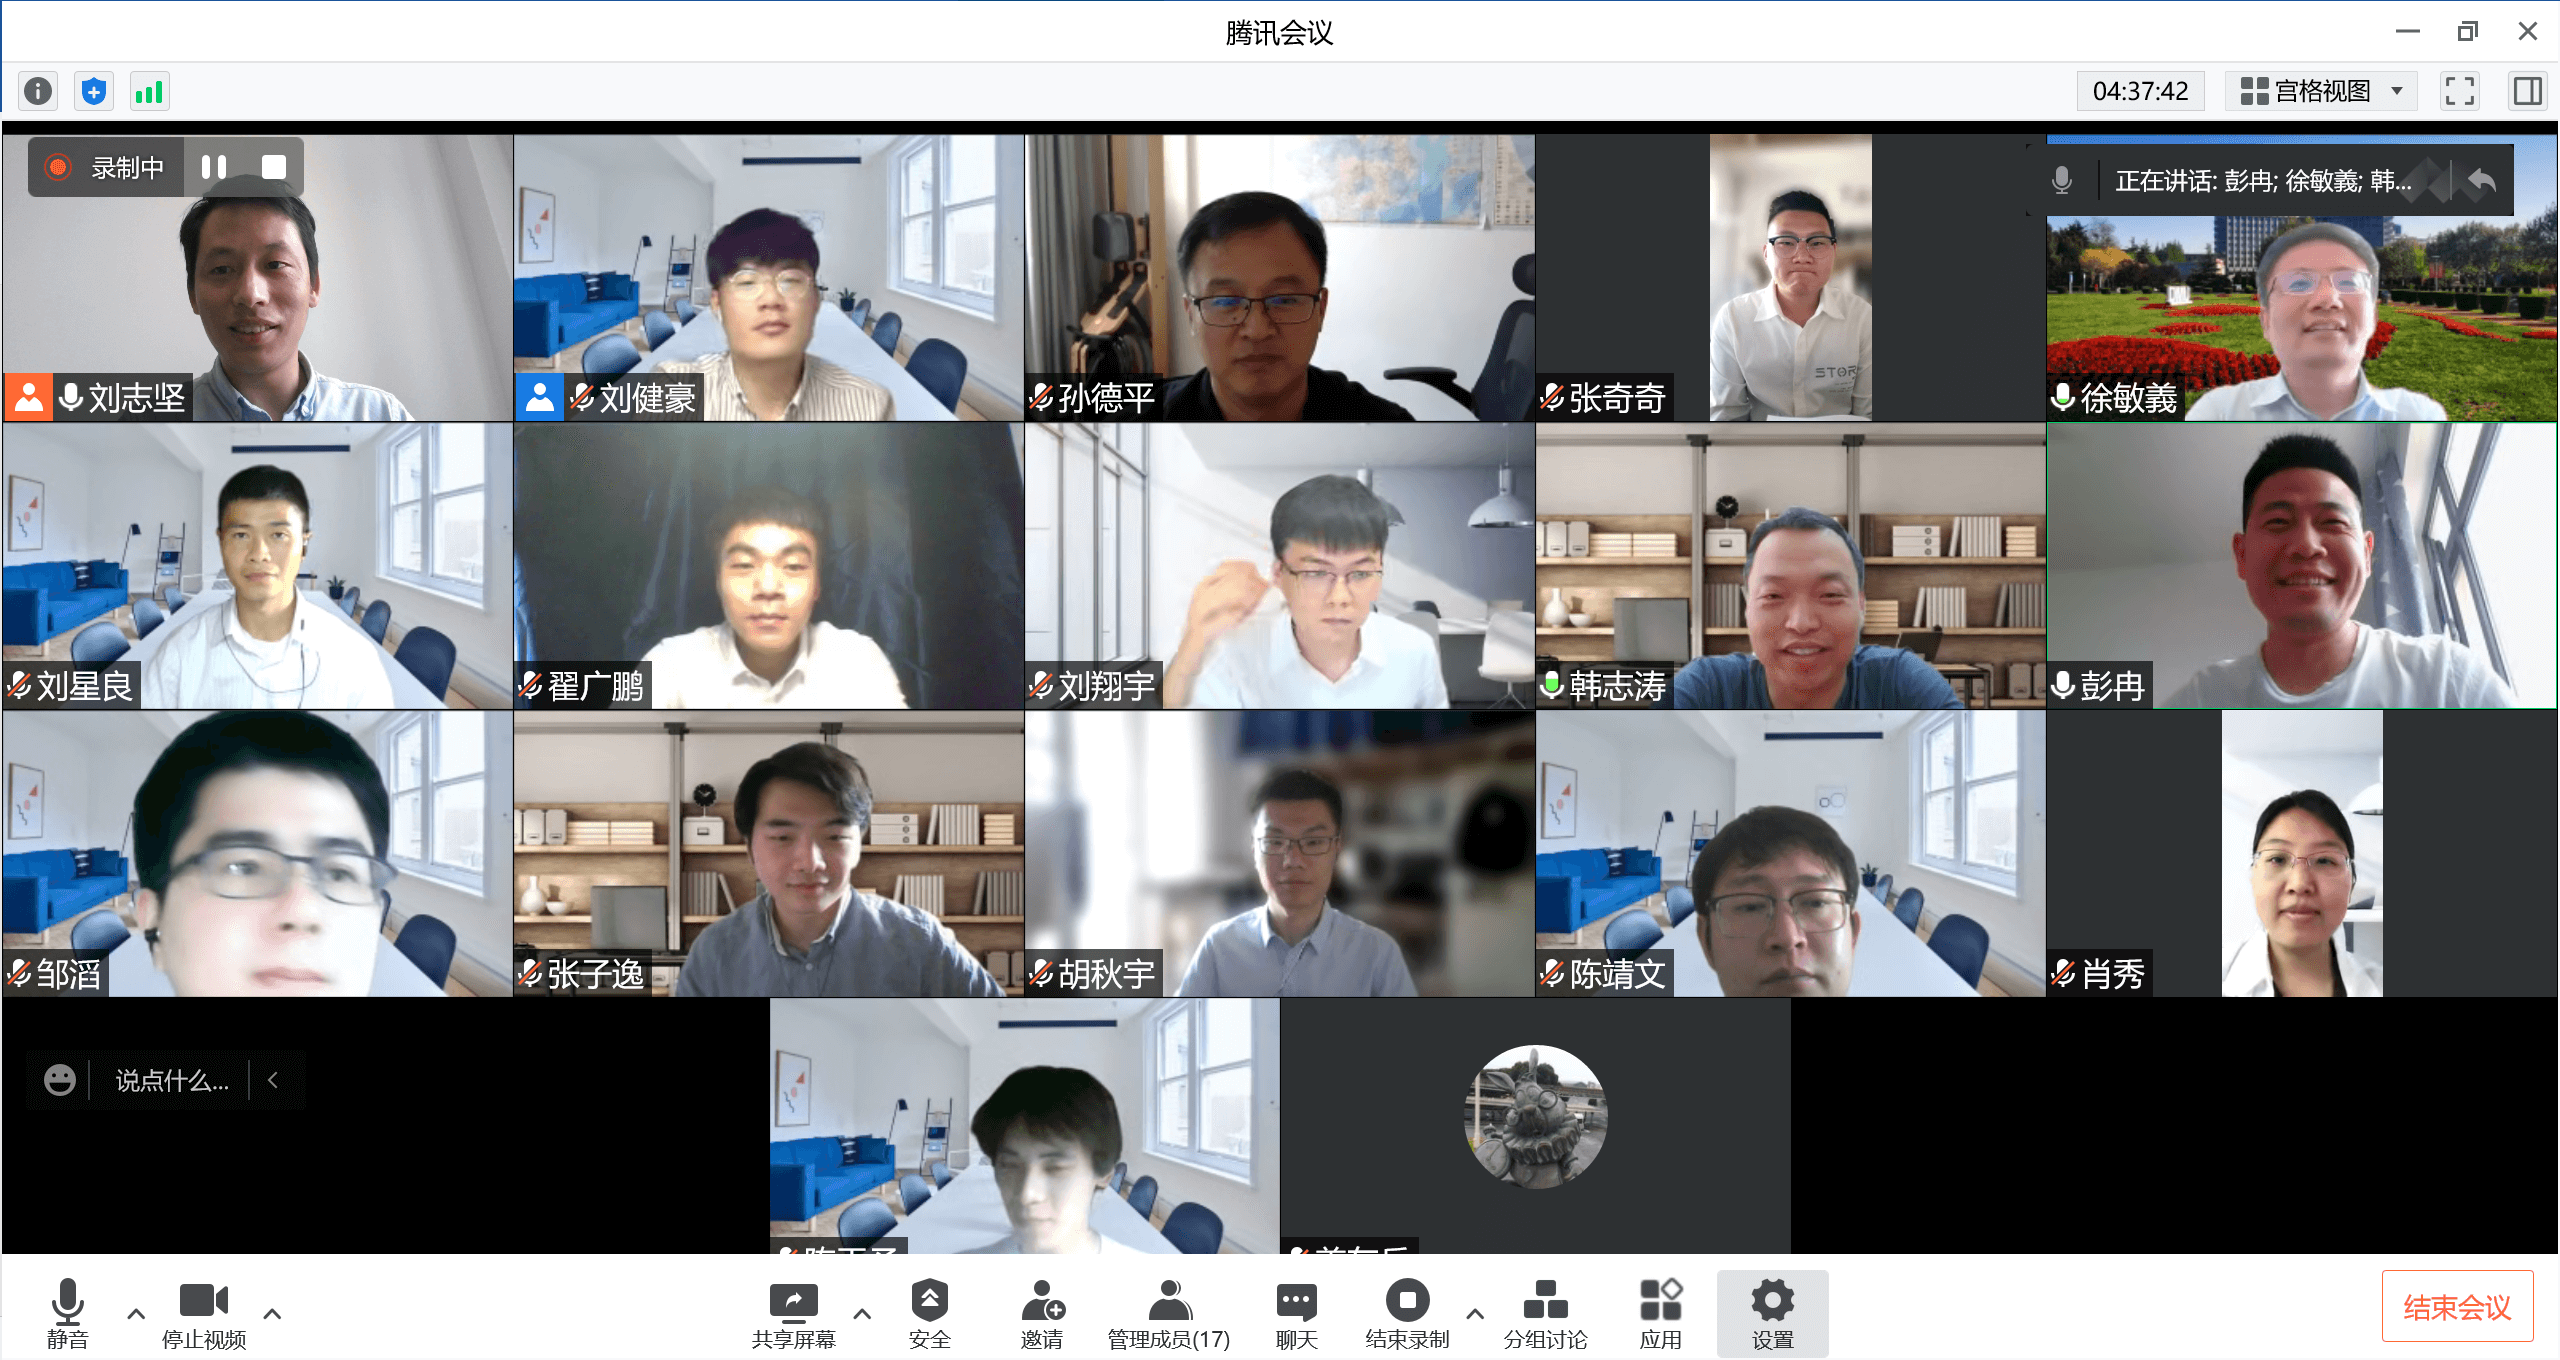 腾讯会议
04:37:42
宫格视图
录制中
正在讲话: 彭冉; 徐敏義; 韩...
刘志坚
刘健豪
孙德平
张奇奇
徐敏義
STOR
刘星良
翟广鹏
刘翔宇
韩志涛
彭冉
邹滔
张子逸
胡秋宇
陈靖文
肖秀
说点什么...
静音
停止视频
共享屏幕
安全
邀请
管理成员(17)
聊天
结束录制
分组讨论
应用
设置
结束会议